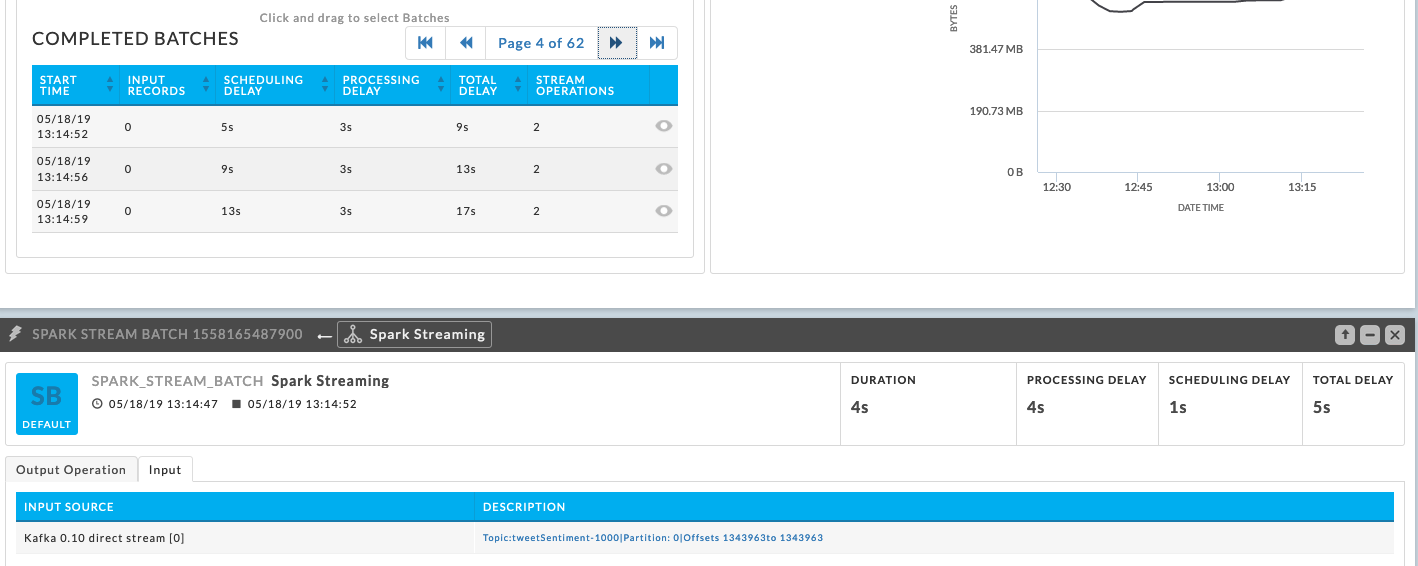 Click and drag to select Batches
COMPLETED BATCHES
Page 4 of 62
START TIME INPUT RECORDS SCHEDULING DELAY PROCESSING DELAY TOTAL DELAY STREAM OPERATIONS
05/18/19 13:14:52 0 5s 3s 9s 2
05/18/19 13:14:56 0 9s 3s 13s 2
05/18/19 13:14:59 0 13s 3s 17s 2
BYTES
381.47 MB
190.73 MB
0 B
12:30 12:45 13:00 13:15
DATE TIME
SPARK STREAM BATCH 1558165487900 Spark Streaming
SB
DEFAULT
SPARK_STREAM_BATCH Spark Streaming
05/18/19 13:14:47 05/18/19 13:14:52
DURATION
4s
PROCESSING DELAY
4s
SCHEDULING DELAY
1s
TOTAL DELAY
5s
Output Operation Input
INPUT SOURCE DESCRIPTION
Kafka 0.10 direct stream [0] Topic:tweetSentiment-1000|Partition: 0|Offsets 1343963to 1343963